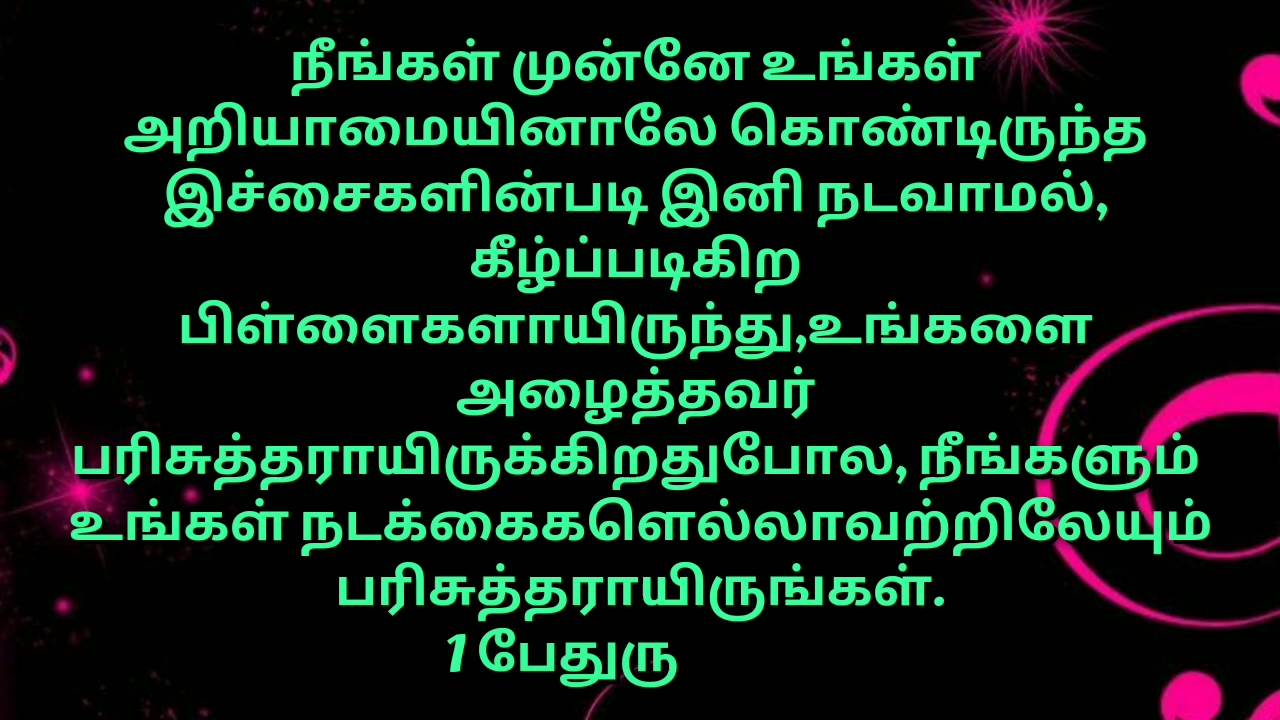 நீங்கள் முன்னே உங்கள்
அறியாமையினாலே கொண்டிருந்த
இச்சைகளின்படி இனி நடவாமல்,
கீழ்ப்படிகிற
பிள்ளைகளாயிருந்து,உங்களை
அழைத்தவர்
பரிசுத்தராயிருக்கிறதுபோல, நீங்களும்
உங்கள் நடக்கைகளெல்லாவற்றிலேயும்
பரிசுத்தராயிருங்கள்.
1 பேதுரு